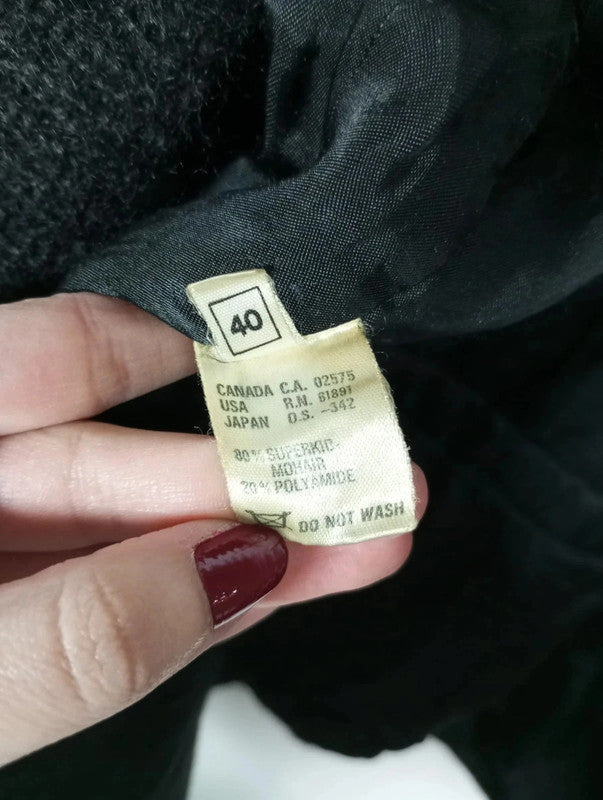 40
CANADA C.A. 02575
USA R.N. 61891
JAPAN O.S. -342
80% SUPERKID-
MOHAIR
20% POLYAMIDE
DO NOT WASH